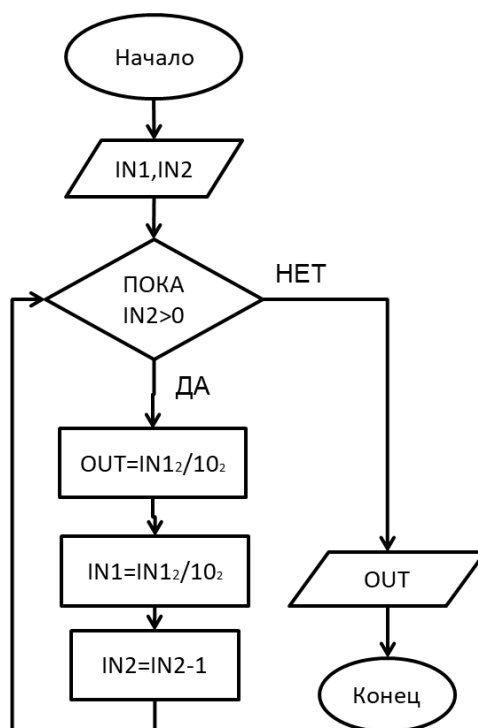 Начало
IN1,IN2
ПОКА
IN2>0
НЕТ
ДА
OUT=IN1₂/10₂
IN1=IN1₂/10₂
OUT
IN2=IN2-1
Конец